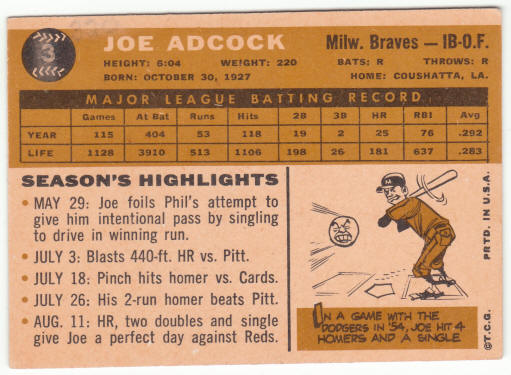 3
JOE ADCOCK
Milw. Braves — IB-O.F.
HEIGHT: 6:04 WEIGHT: 220 BATS: R THROWS: R
BORN: OCTOBER 30, 1927 HOME: COUSHATTA, LA.
MAJOR LEAGUE BATTING RECORD
Games At Bat Runs Hits 2B 3B HR RBI Avg
YEAR 115 404 53 118 19 2 25 76 .292
LIFE 1128 3910 513 1106 198 26 181 637 .283
SEASON'S HIGHLIGHTS
• MAY 29: Joe foils Phil's attempt to
give him intentional pass by singling
to drive in winning run.
• JULY 3: Blasts 440-ft. HR vs. Pitt.
• JULY 18: Pinch hits homer vs. Cards.
• JULY 26: His 2-run homer beats Pitt.
• AUG. 11: HR, two doubles and single
give Joe a perfect day against Reds.
M
IN A GAME WITH THE
DODGERS IN '54, JOE HIT 4
HOMERS AND A SINGLE
PRTD. IN U.S.A.
©T.C.G.